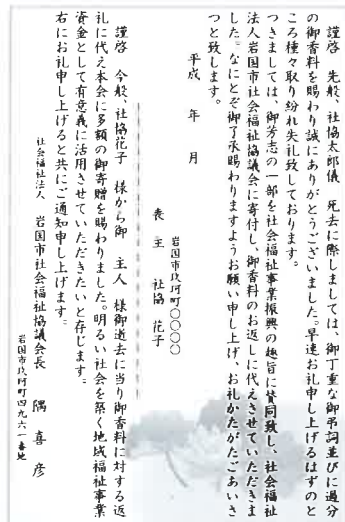 謹啓　先般、社協太郎儀　死去に際しましては、御丁重な御弔詞並びに過分
の御香料を賜わり誠にありがとうございました。早速お礼申し上げるはずのと
ころ種々取り紛れ失礼致しております。
つきましては、御芳志の一部を社会福祉事業振興の趣旨に賛同致し、社会福祉
法人岩国市社会福祉協議会に寄付し、御香料のお返しに代えさせていただきま
した。なにとぞ御了承賜わりますようお願い申し上げ、お礼かたがたごあいさ
つと致します。
平成　年　月
岩国市玖珂町〇〇〇〇
喪主　社協　花子
謹啓　今般、社協花子　様から御　主人　様御逝去に当り御香料に対する返
礼に代え本会に多額の御寄贈を賜わりました。明るい社会を築く地域福祉事業
資金として有意義に活用させていただきたいと存じます。
右にお礼申し上げると共にご通知申し上げます。
社会福祉法人　岩国市社会福祉協議会長　隅　喜彦
岩国市玖珂町四九六一番地